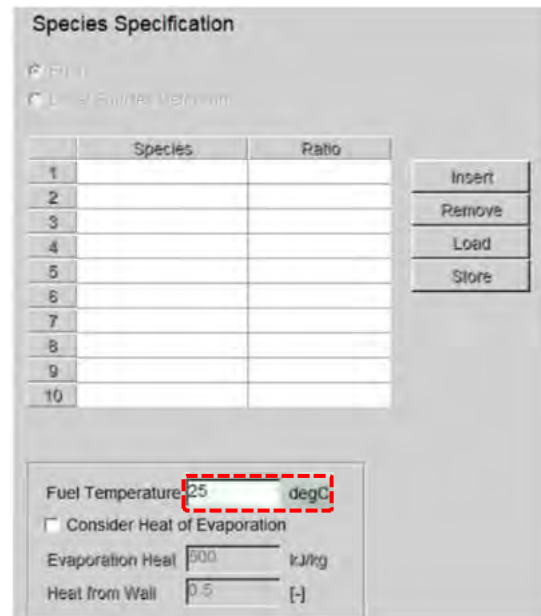 Species Specification
Species Ratio
1
2
3
4
5
6
7
8
9
10
Insert
Remove
Load
Store
Fuel Temperature 25 degC
Consider Heat of Evaporation
Evaporation Heat 500 kJ/kg
Heat from Wall 0.5 [-]